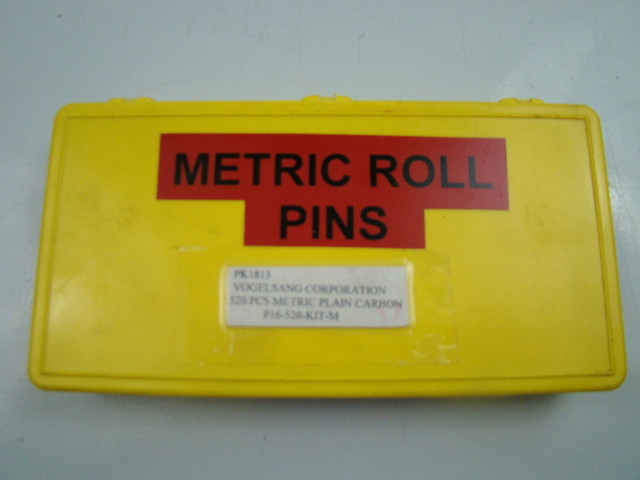 METRIC ROLL
PINS
PK1813
VOGELSANG CORPORATION
520 PCS METRIC PLAIN CARBON
P16-520-KIT-M